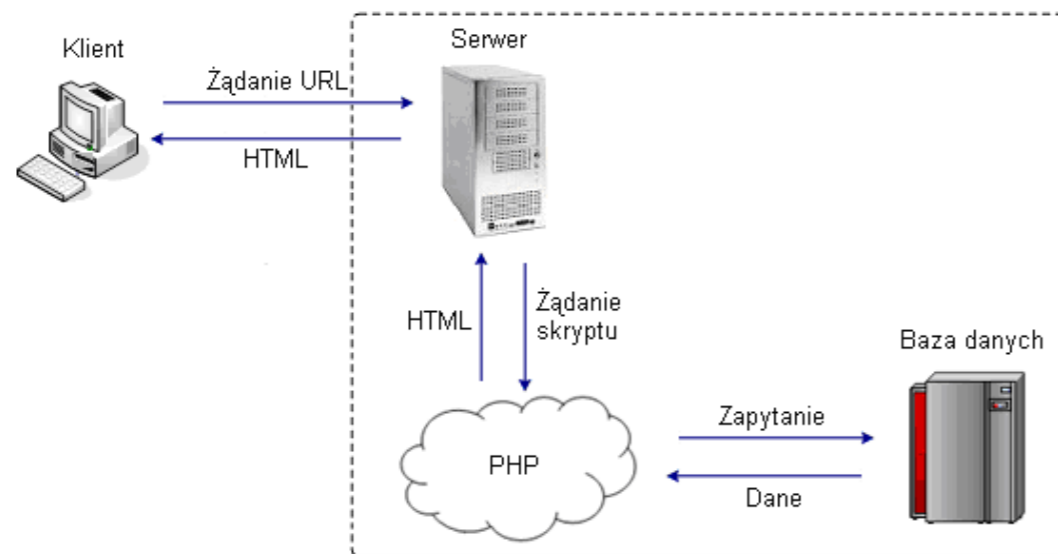 Klient
Serwer
Żądanie URL
HTML
HTML
Żądanie
skryptu
Baza danych
PHP
Zapytanie
Dane